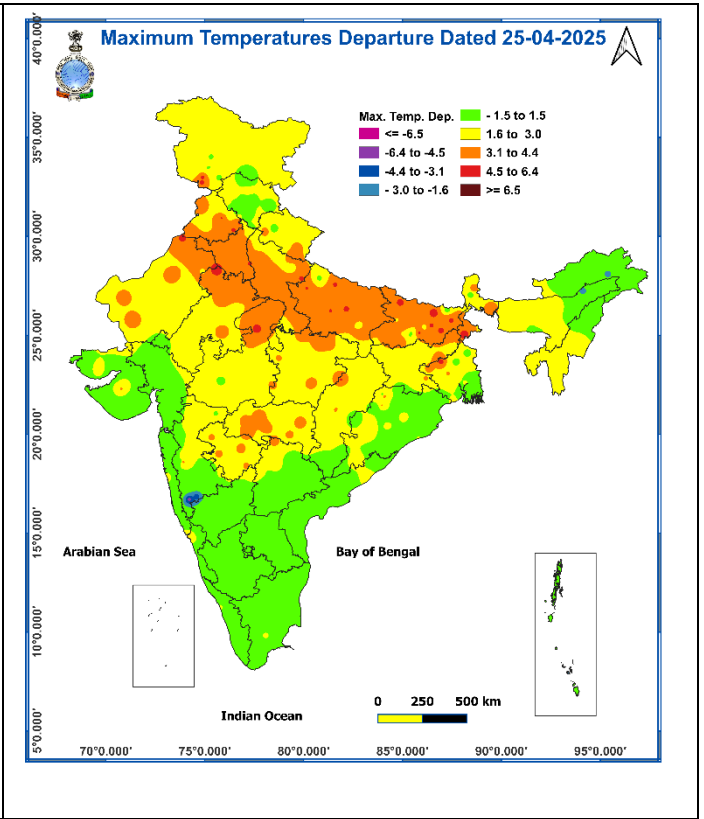 Maximum Temperatures Departure Dated 25-04-2025
Max. Temp. Dep.
<= -6.5
-6.4 to -4.5
-4.4 to -3.1
- 3.0 to -1.6
- 1.5 to 1.5
1.6 to 3.0
3.1 to 4.4
4.5 to 6.4
>= 6.5
40°0.000'
35°0.000'
30°0.000'
25°0.000'
20°0.000'
15°0.000'
10°0.000'
5°0.000'
Arabian Sea
Bay of Bengal
Indian Ocean
0 250 500 km
70°0.000' 75°0.000' 80°0.000' 85°0.000' 90°0.000' 95°0.000'